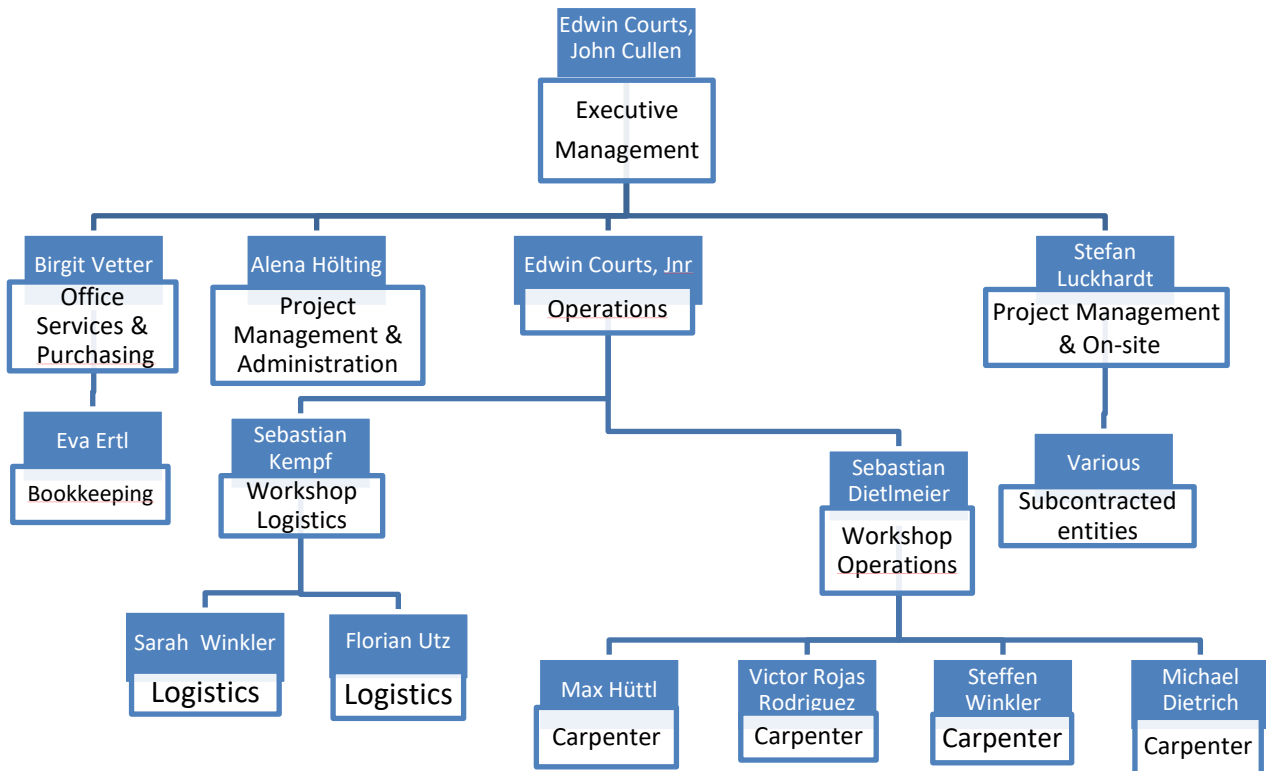 Edwin Courts,
John Cullen
Executive
Management
Birgit Vetter
Office
Services &
Purchasing
Alena Hölting
Project
Management &
Administration
Edwin Courts, Jnr
Operations
Stefan
Luckhardt
Project Management
& On-site
Eva Ertl
Bookkeeping
Sebastian
Kempf
Workshop
Logistics
Sebastian
Dietlmeier
Workshop
Operations
Various
Subcontracted
entities
Sarah Winkler
Logistics
Florian Utz
Logistics
Max Hüttl
Carpenter
Victor Rojas
Rodriguez
Carpenter
Steffen
Winkler
Carpenter
Michael
Dietrich
Carpenter